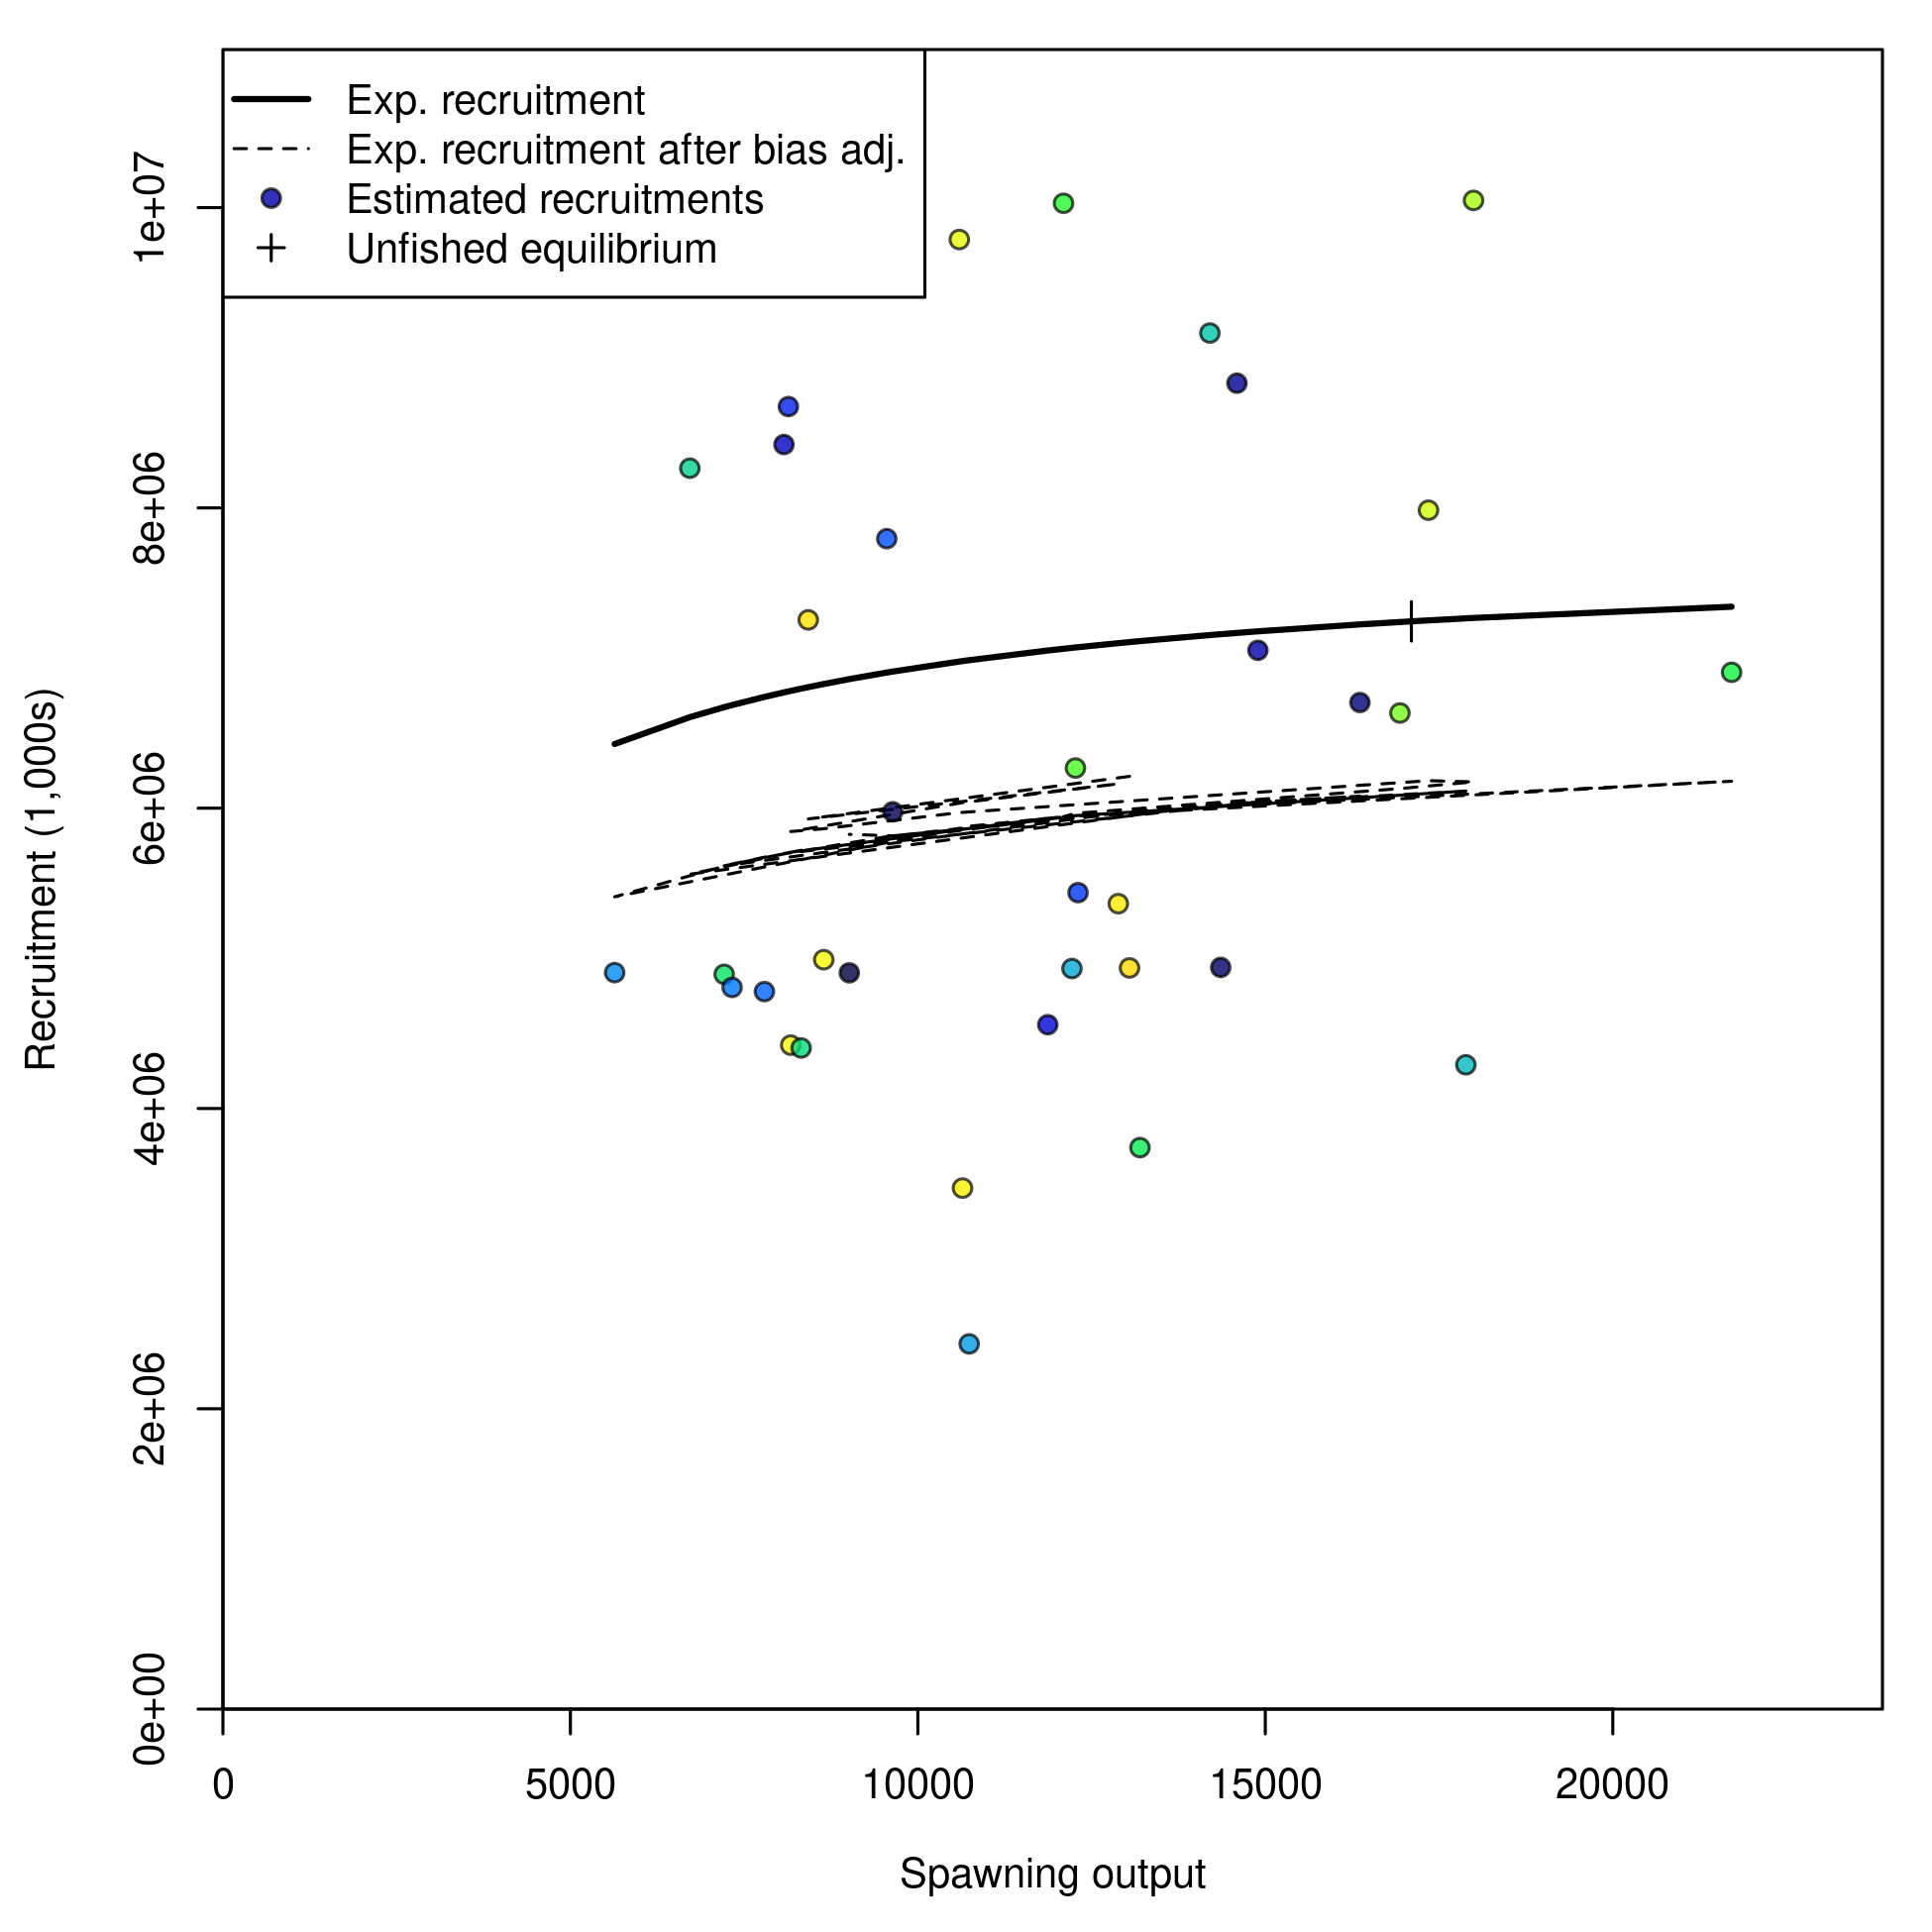 Exp. recruitment
Exp. recruitment after bias adj.
Estimated recruitments
Unfished equilibrium
Recruitment (1,000s)
1e+07
8e+06
6e+06
4e+06
2e+06
0e+00
0 5000 10000 15000 20000
Spawning output